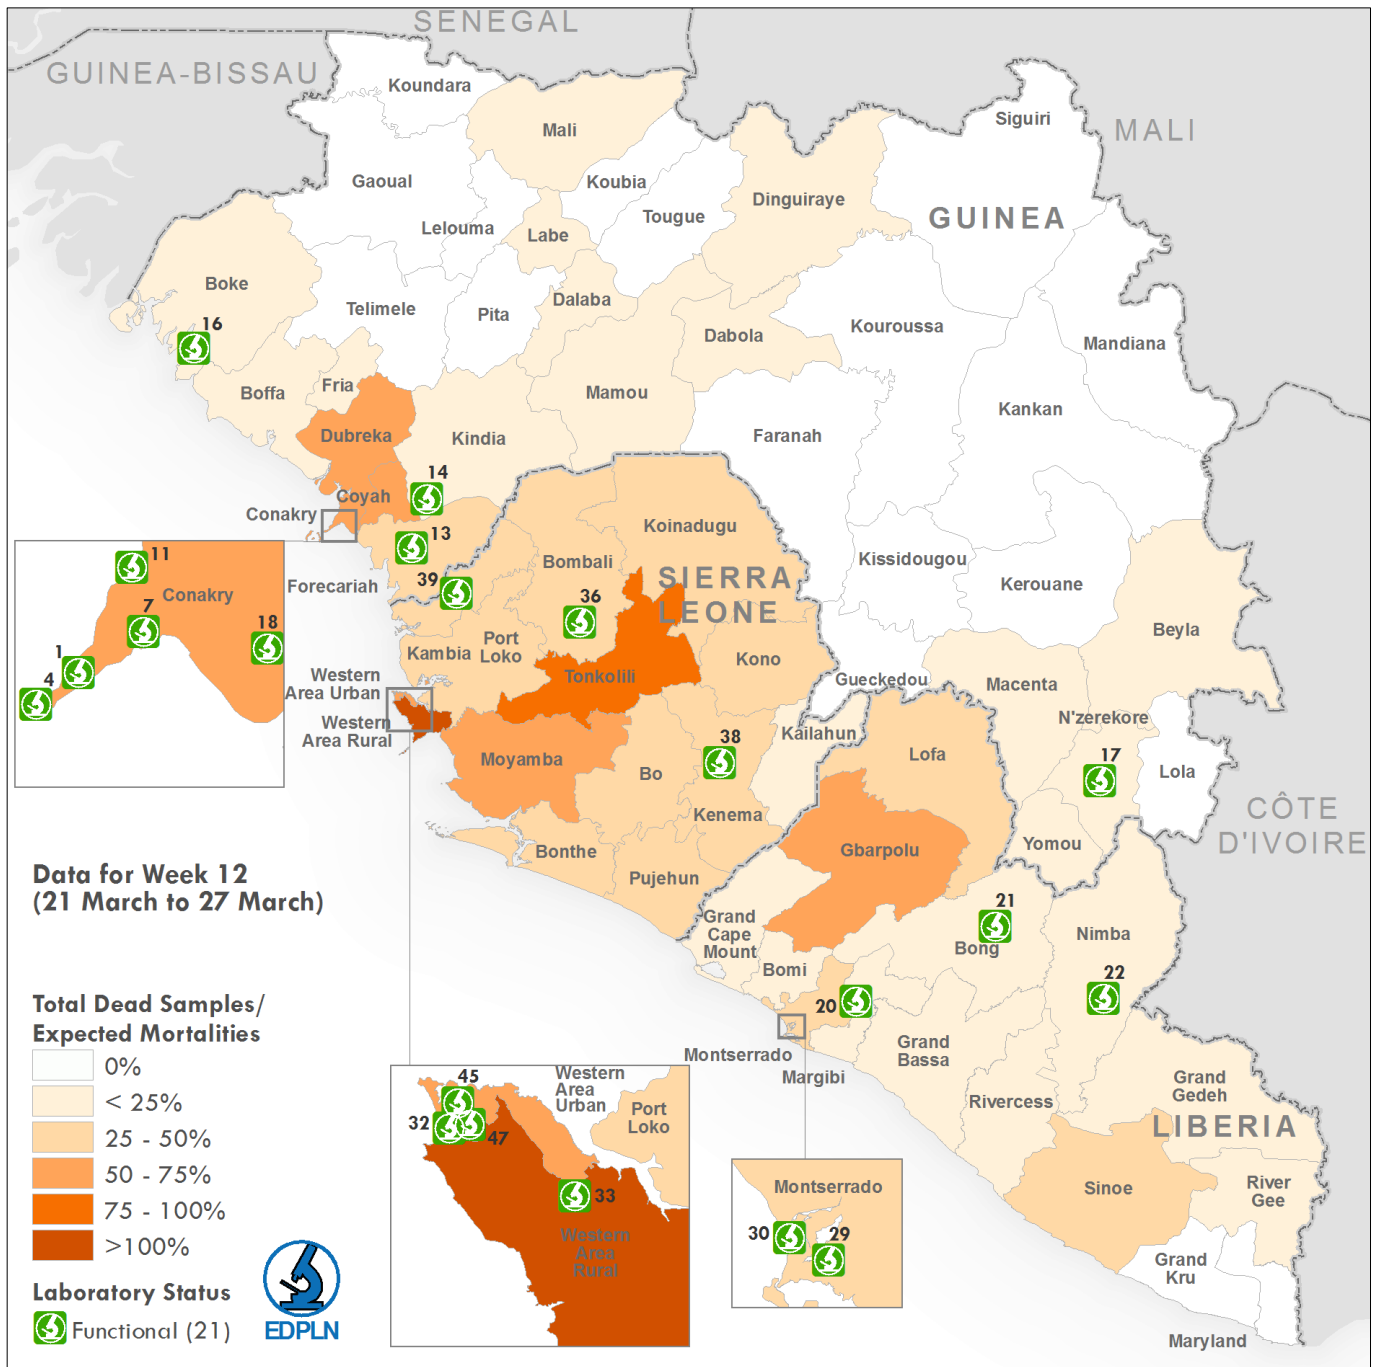 SENEGAL
GUINEA-BISSAU
Koundara
Mali
Siguiri
MALI
Gaoual
Koubia
Tougue
Dinguiraye
GUINEA
Lelouma
Labe
Boke
Telimele
Pita
Dalaba
Dabola
Kouroussa
Mandiana
16
Boffa
Fria
Mamou
Kankan
Dubreka
Kindia
Faranah
14
Coyah
Conakry
13
Koinadugu
Forecariah
39
Bombali
SIERRA
LEONE
Kissidougou
Kerouane
36
11
Conakry
7
18
1
4
Kambia
Port
Loko
Kono
Beyla
Western
Area Urban
Tonkolili
Gueckedou
Macenta
Western
Area Rural
Kailahun
N'zerekore
38
Moyamba
Bo
Lofa
17
Lola
Kenema
CÔTE
D'IVOIRE
Bonthe
Gbarpolu
Yomou
Pujehun
Data for Week 12
(21 March to 27 March)
Grand
Cape
Mount
21
Bong
Nimba
Bomi
22
20
Total Dead Samples/
Expected Mortalities
0%
< 25%
25 - 50%
50 - 75%
75 - 100%
>100%
Montserrado
Margibi
Grand
Bassa
Rivercess
Grand
Gedeh
LIBERIA
Sinoe
River
Gee
Grand
Kru
Maryland
45
Western
Area
Urban
Port
Loko
32
47
33
Western
Area
Rural
Montserrado
30
29
Laboratory Status
Functional (21)
EDPLN